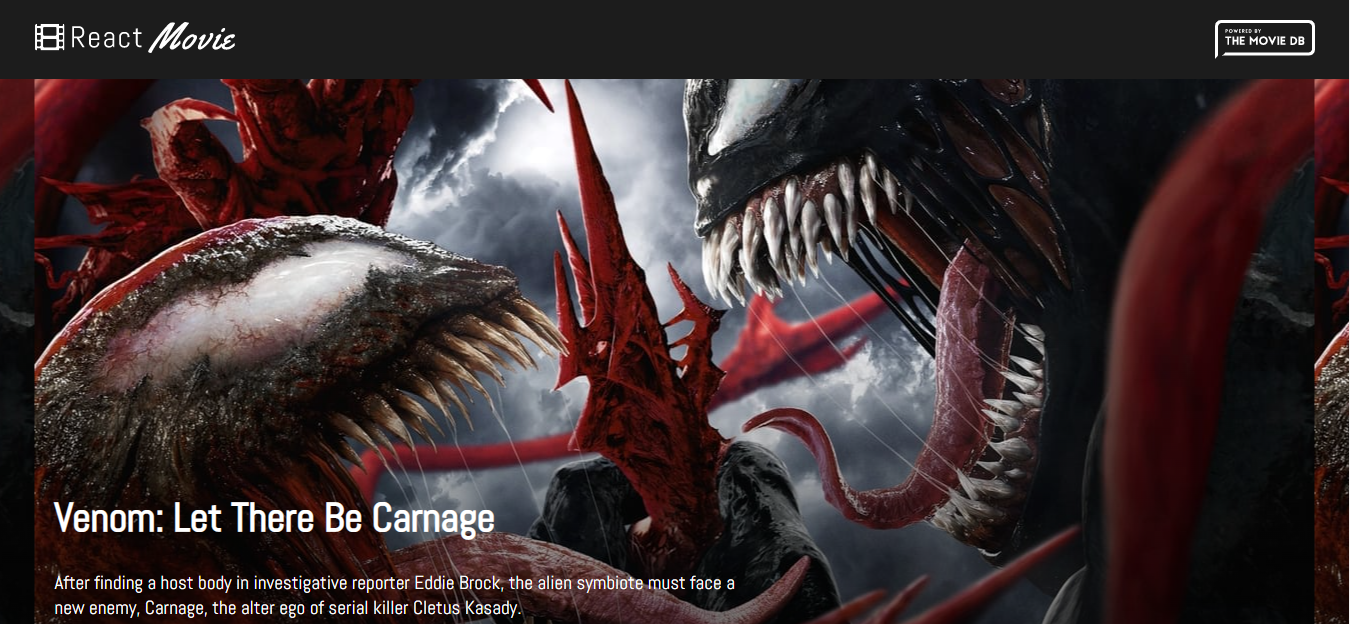 React Movie
POWERED BY
THE MOVIE DB
Venom: Let There Be Carnage
After finding a host body in investigative reporter Eddie Brock, the alien symbiote must face a
new enemy, Carnage, the alter ego of serial killer Cletus Kasady.